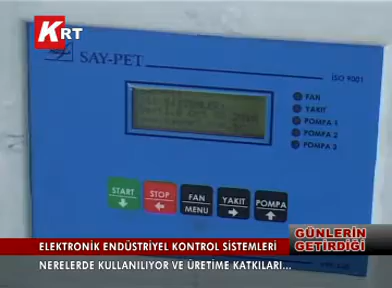 KRT
SAY-PET
ISO 9001
FAN
YAKIT
POMPA 1
POMPA 2
POMPA 3
START
STOP
FAN
MENU
YAKIT
POMPA
GÜNLERİN
GETİRDİĞİ
ELEKTRONİK ENDÜSTRİYEL KONTROL SİSTEMLERİ
NERELERDE KULLANILIYOR VE ÜRETİME KATKILARI...